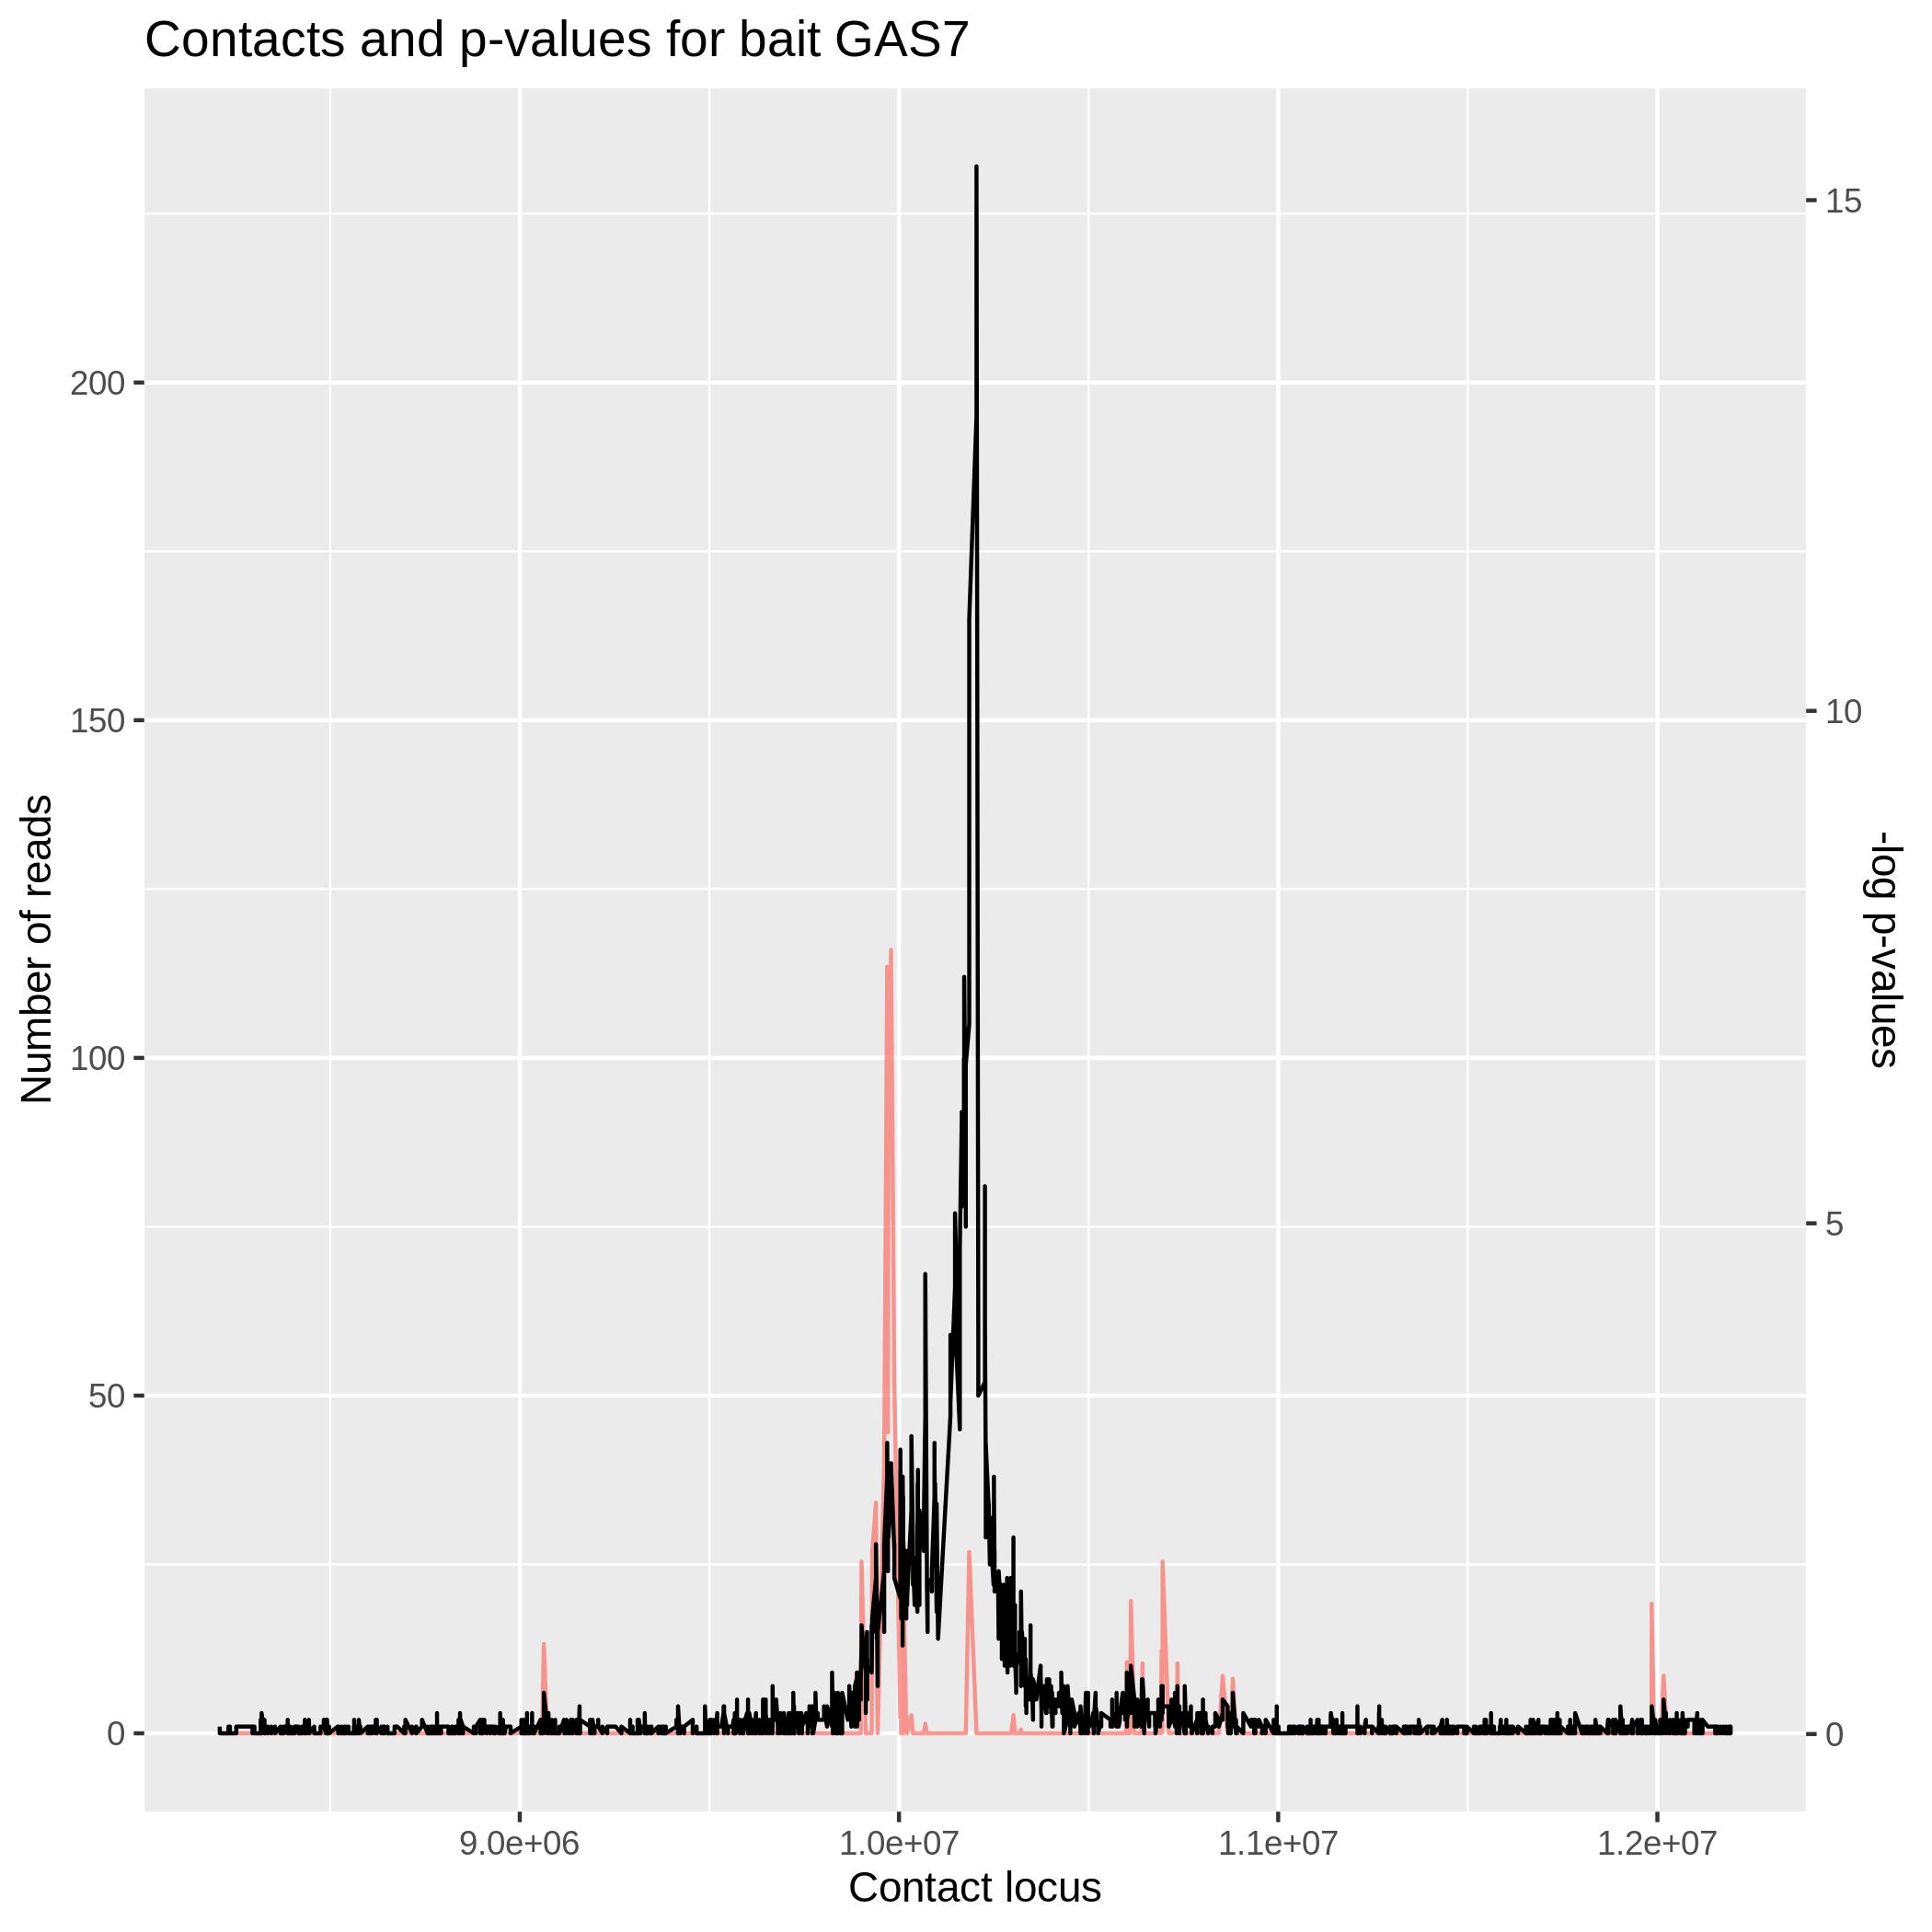 Contacts and p-values for bait GAS7
200
150
100
50
0
15
10
5
0
Number of reads
-log p-values
9.0e+06 1.0e+07 1.1e+07 1.2e+07
Contact locus